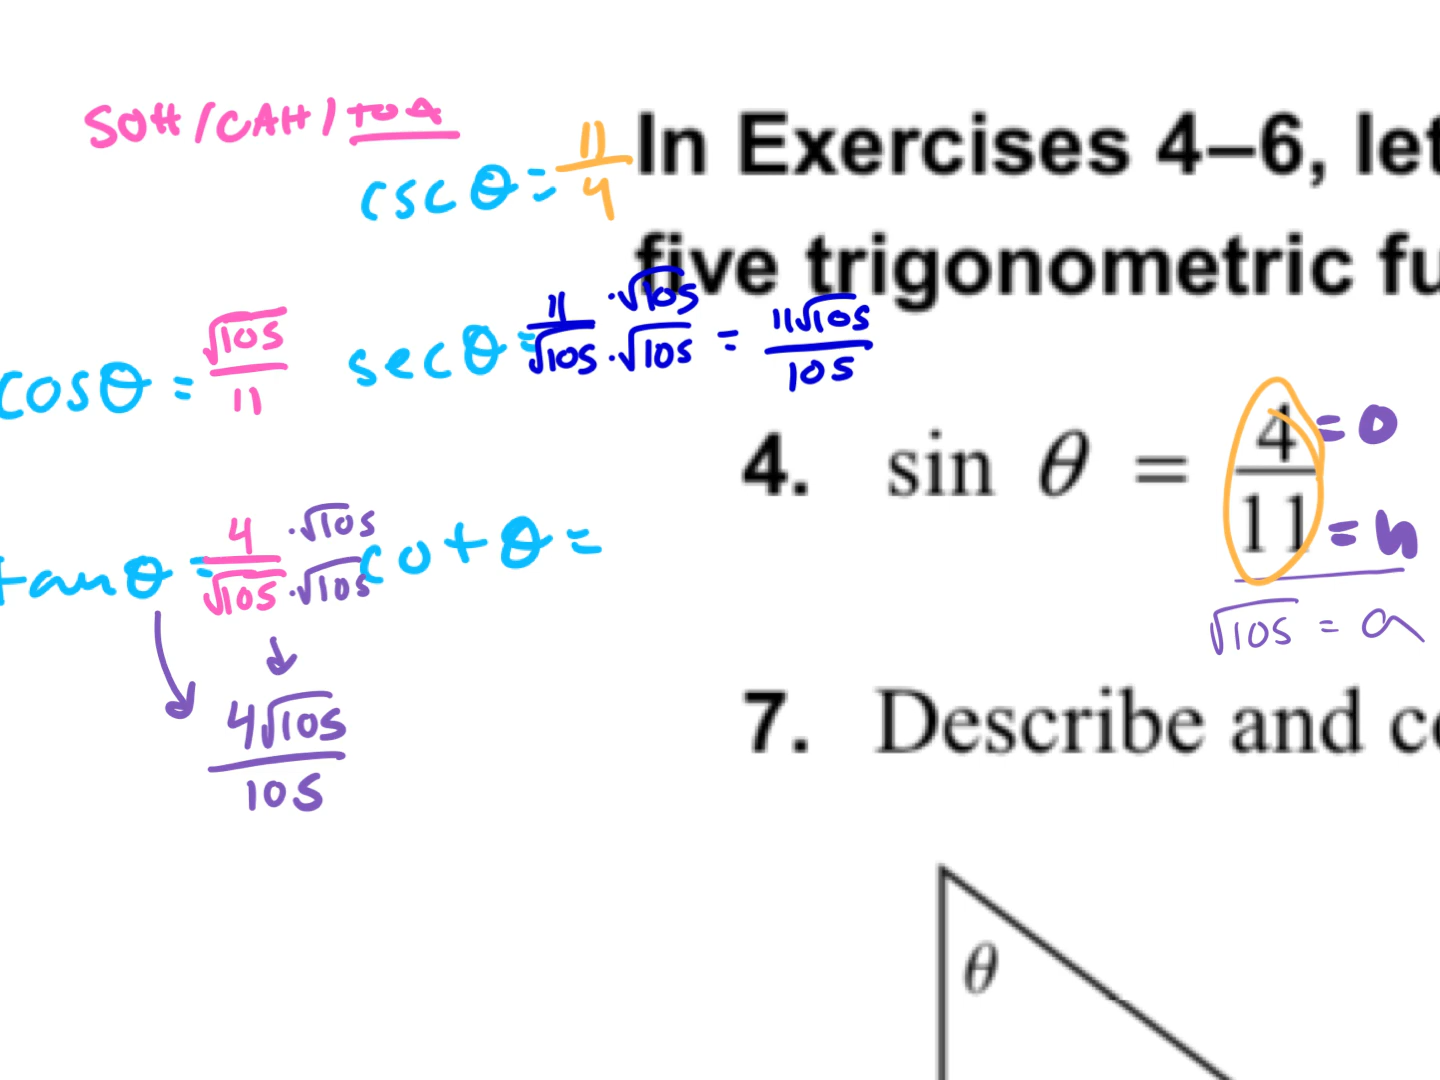 SOH/CAH/TOA
In Exercises 4–6, let
csc θ = 11/4
five trigonometric fu
cos θ = √105/11
sec θ = 11/√105 · √105/√105 = 11√105/105
4. sin θ = 4/11
= o
= h
√105 = a
tan θ = 4/√105 · √105/√105
cot θ =
4√105/105
7. Describe and co
θ